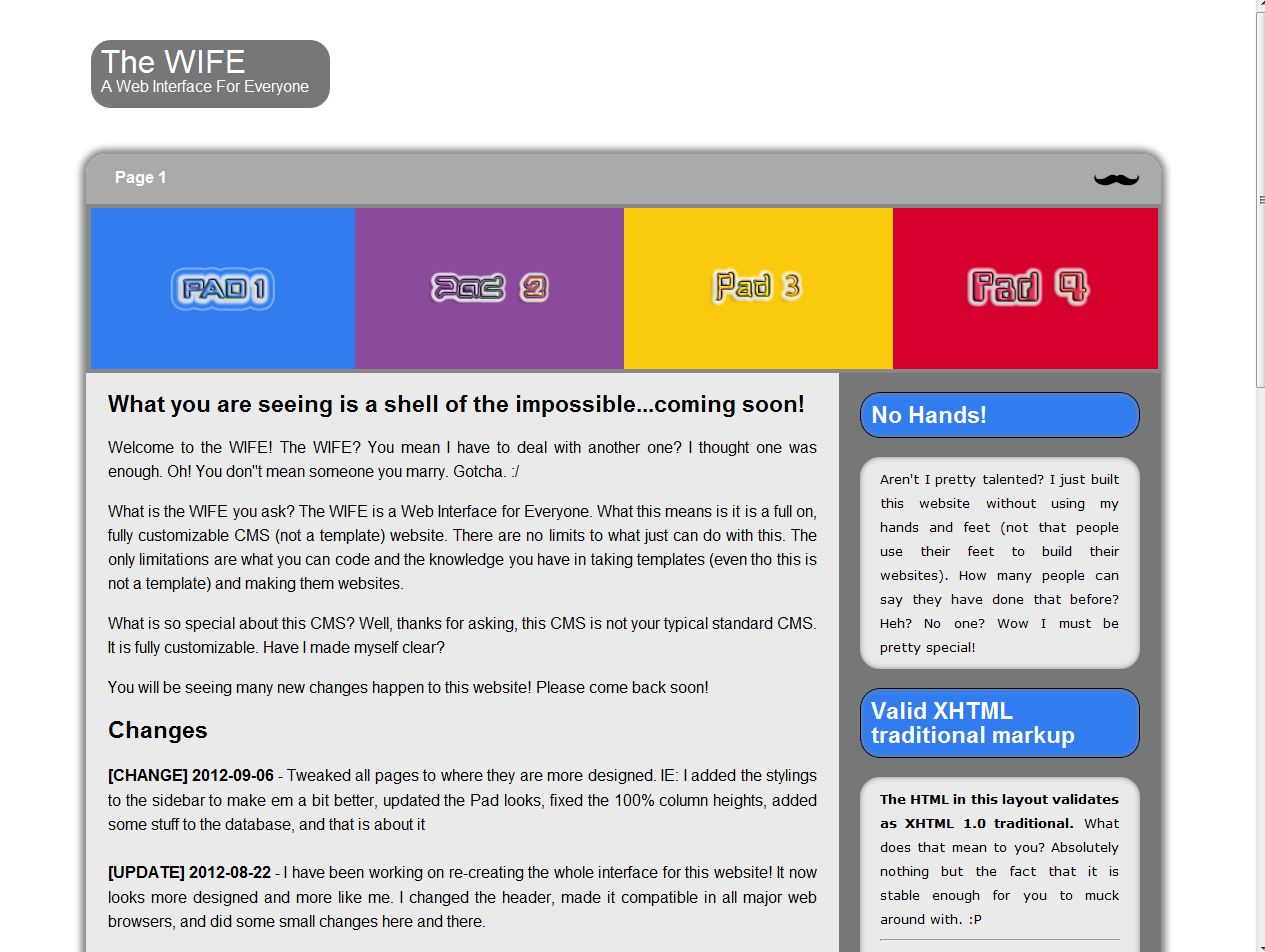 The WIFE
A Web Interface For Everyone
Page 1
PAD 1
Pad 2
Pad 3
Pad 4
What you are seeing is a shell of the impossible...coming soon!
Welcome to the WIFE! The WIFE? You mean I have to deal with another one? I thought one was
enough. Oh! You don"t mean someone you marry. Gotcha. :/
What is the WIFE you ask? The WIFE is a Web Interface for Everyone. What this means is it is a full on,
fully customizable CMS (not a template) website. There are no limits to what just can do with this. The
only limitations are what you can code and the knowledge you have in taking templates (even tho this is
not a template) and making them websites.
What is so special about this CMS? Well, thanks for asking, this CMS is not your typical standard CMS.
It is fully customizable. Have I made myself clear?
You will be seeing many new changes happen to this website! Please come back soon!
Changes
[CHANGE] 2012-09-06 - Tweaked all pages to where they are more designed. IE: I added the stylings
to the sidebar to make em a bit better, updated the Pad looks, fixed the 100% column heights, added
some stuff to the database, and that is about it
[UPDATE] 2012-08-22 - I have been working on re-creating the whole interface for this website! It now
looks more designed and more like me. I changed the header, made it compatible in all major web
browsers, and did some small changes here and there.
No Hands!
Aren't I pretty talented? I just built
this website without using my
hands and feet (not that people
use their feet to build their
websites). How many people can
say they have done that before?
Heh? No one? Wow I must be
pretty special!
Valid XHTML
traditional markup
The HTML in this layout validates
as XHTML 1.0 traditional. What
does that mean to you? Absolutely
nothing but the fact that it is
stable enough for you to muck
around with. :P